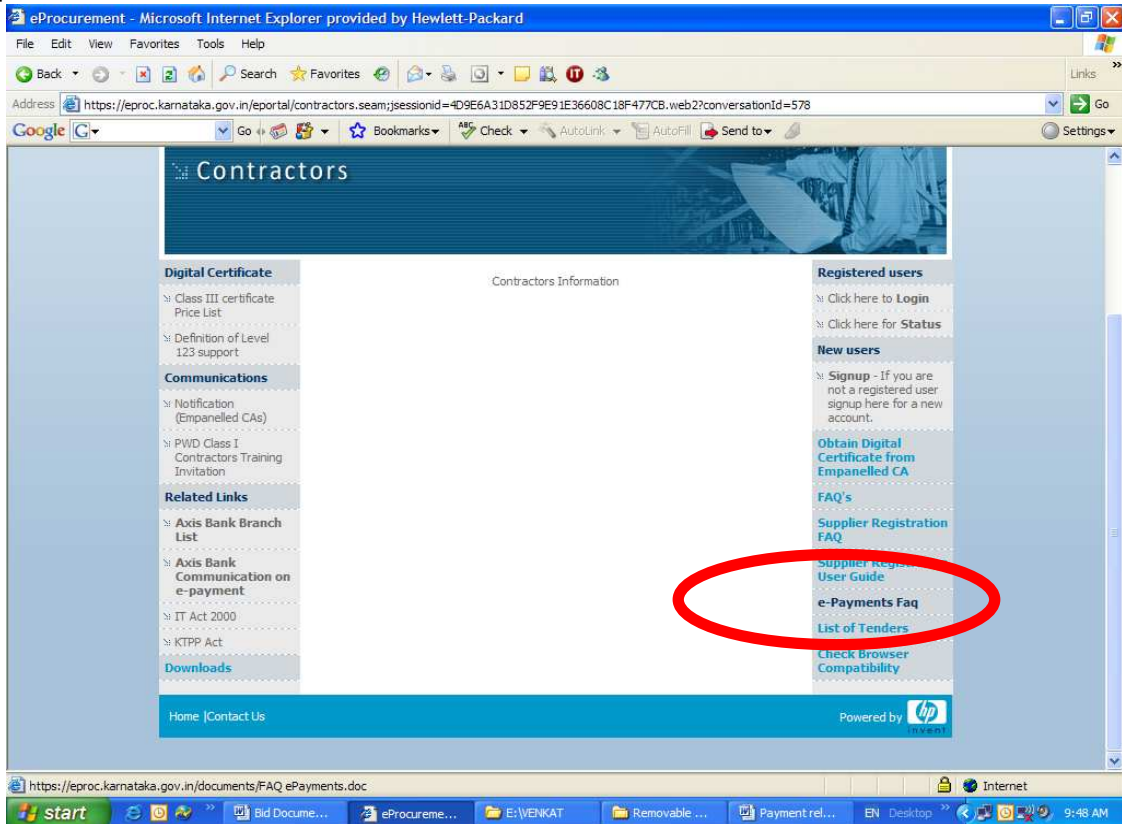 eProcurement - Microsoft Internet Explorer provided by Hewlett-Packard
File Edit View Favorites Tools Help
Back Search Favorites Links »
Address https://eproc.karnataka.gov.in/eportal/contractors.seam;jsessionid=4D9E6A31D852F9E91E36608C18F477CB.web2?conversationId=578 Go
Google G Go Bookmarks ABC Check AutoLink AutoFill Send to Settings
Contractors
Digital Certificate
Class III certificate
Price List
Definition of Level
123 support
Communications
Notification
(Empanelled CAs)
PWD Class I
Contractors Training
Invitation
Related Links
Axis Bank Branch
List
Axis Bank
Communication on
e-payment
IT Act 2000
KTPP Act
Downloads
Contractors Information
Registered users
Click here to Login
Click here for Status
New users
Signup - If you are
not a registered user
signup here for a new
account.
Obtain Digital
Certificate from
Empanelled CA
FAQ's
Supplier Registration
FAQ
Supplier
User Guide
e-Payments Faq
List of Tenders
Check Browser
Compatibility
Home |Contact Us
Powered by hp
invent
https://eproc.karnataka.gov.in/documents/FAQ ePayments.doc Internet
start » Bid Docume... eProcureme... E:\VENKAT Removable ... Payment rel... EN Desktop » 9:48 AM